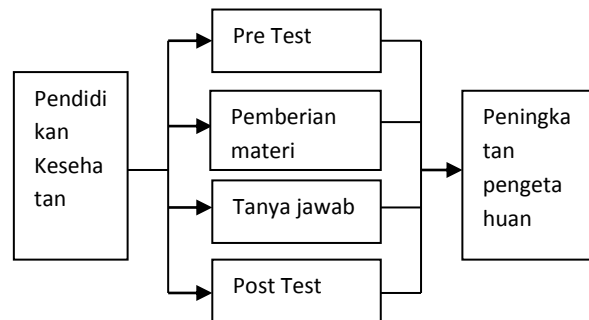 Pendidi
kan
Keseha
tan
Pre Test
Pemberian
materi
Tanya jawab
Post Test
Peningka
tan
pengeta
huan